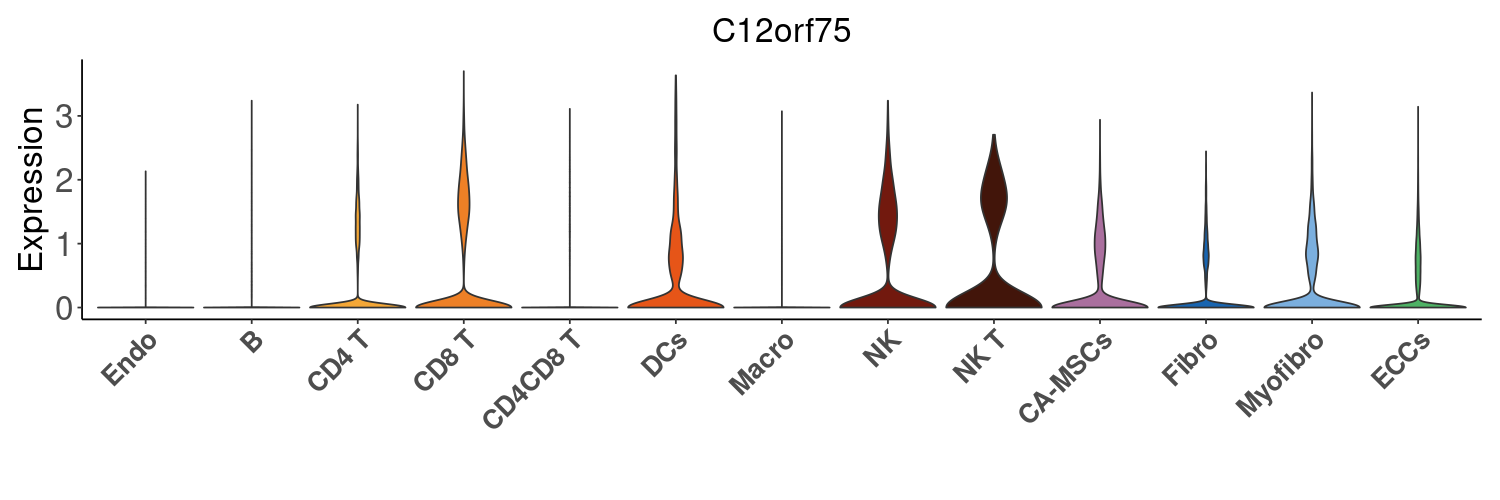 C12orf75
Expression
3
2
1
0
Endo
B
CD4 T
CD8 T
CD4CD8 T
DCs
Macro
NK
NK T
CA-MSCs
Fibro
Myofibro
ECCs